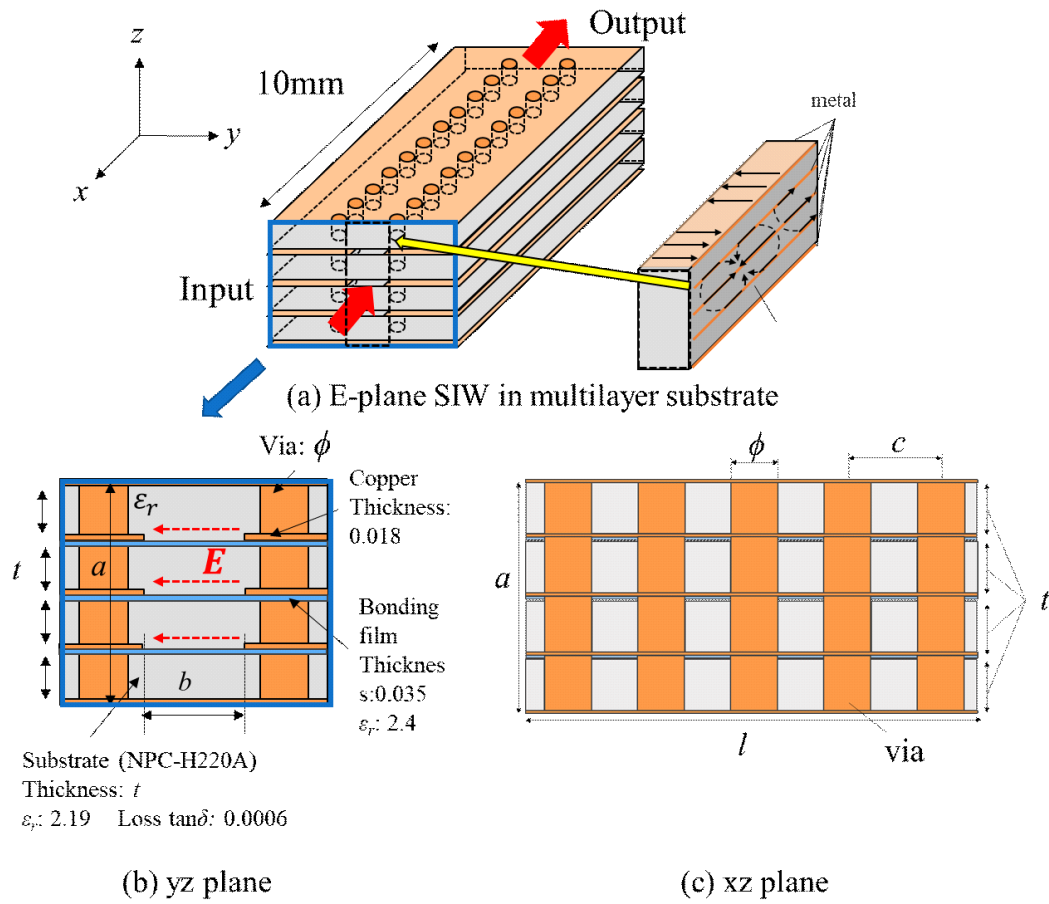 Output
z
10mm
y
x
metal
Input
(a) E-plane SIW in multilayer substrate
Via: ϕ
Copper
Thickness:
0.018
εr
t
a
E
Bonding
film
Thicknes
s:0.035
εr: 2.4
b
Substrate (NPC-H220A)
Thickness: t
εr: 2.19 Loss tanδ: 0.0006
(b) yz plane
ϕ
c
a
t
l
via
(c) xz plane